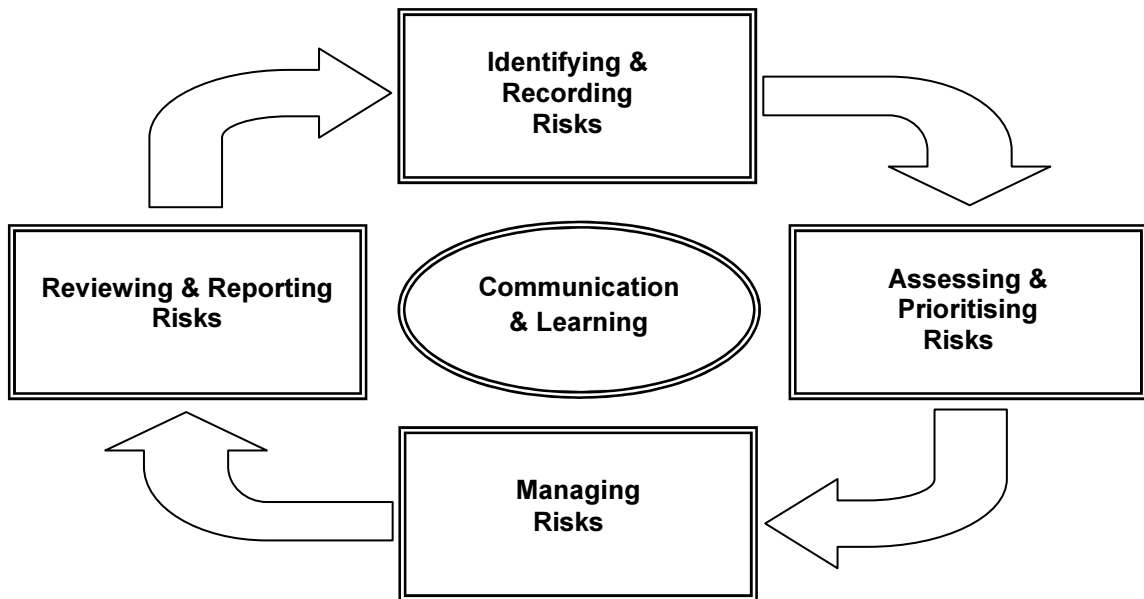 Identifying &
Recording
Risks
Assessing &
Prioritising
Risks
Managing
Risks
Reviewing & Reporting
Risks
Communication
& Learning